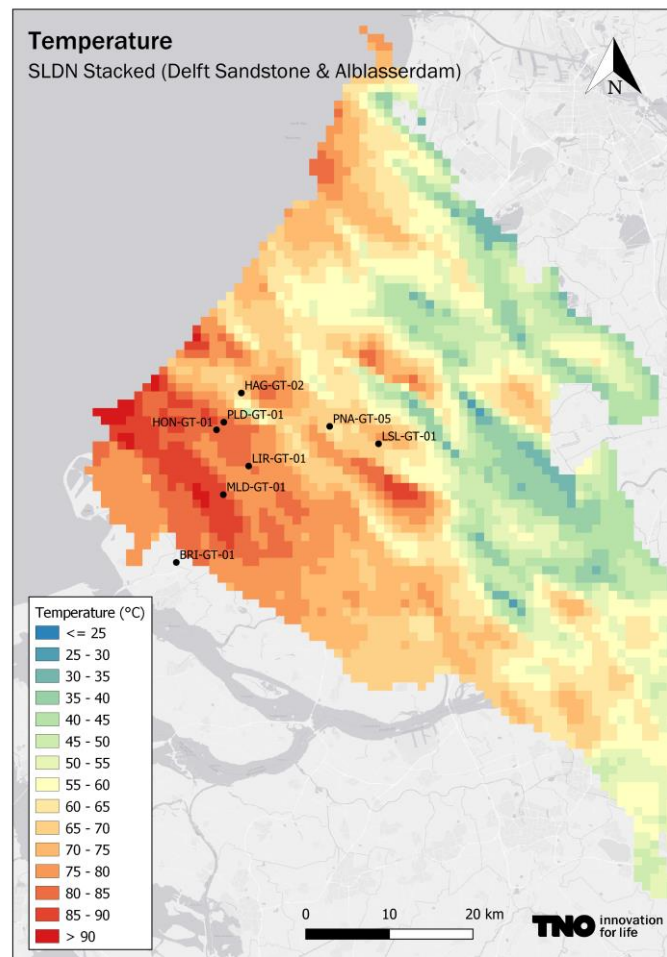 Temperature
SLDN Stacked (Delft Sandstone & Alblasserdam)
N
HAG-GT-02
PLD-GT-01
HON-GT-01
PNA-GT-05
LSL-GT-01
LIR-GT-01
MLD-GT-01
BRI-GT-01
Temperature (°C)
<= 25
25 - 30
30 - 35
35 - 40
40 - 45
45 - 50
50 - 55
55 - 60
60 - 65
65 - 70
70 - 75
75 - 80
80 - 85
85 - 90
> 90
0 10 20 km
TNO innovation
for life